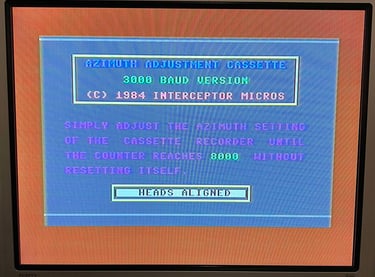 AZIMUTH ADJUSTMENT CASSETTE
3000 BAUD VERSION
(C) 1984 INTERCEPTOR MICROS
SIMPLY ADJUST THE AZIMUTH SETTING
OF THE CASSETTE RECORDER UNTIL
THE COUNTER REACHES 8000 WITHOUT
RESETTING ITSELF.
HEADS ALIGNED